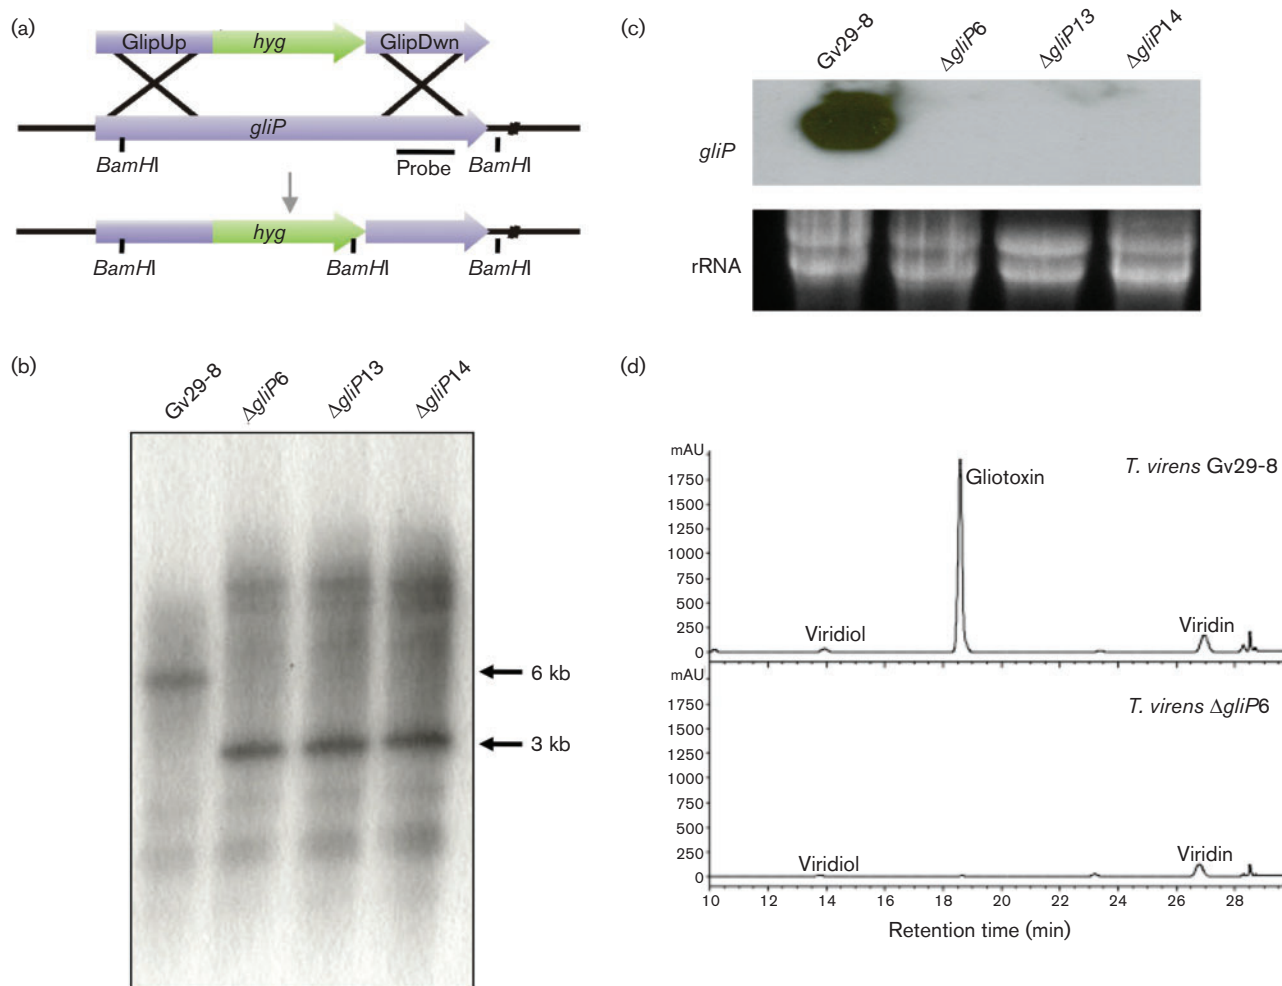 (a)
GlipUp hyg GlipDwn
gliP
BamHI Probe BamHI
hyg
BamHI BamHI BamHI
(b)
Gv29-8 ΔgliP6 ΔgliP13 ΔgliP14
6 kb
3 kb
(c)
Gv29-8 ΔgliP6 ΔgliP13 ΔgliP14
gliP
rRNA
(d)
mAU
1750
1500
1250
1000
750
500
250
0
T. virens Gv29-8
Gliotoxin
Viridiol
Viridin
mAU
1750
1500
1250
1000
750
500
250
0
T. virens ΔgliP6
Viridiol
Viridin
10 14 16 18 20 22 24 26 28
Retention time (min)